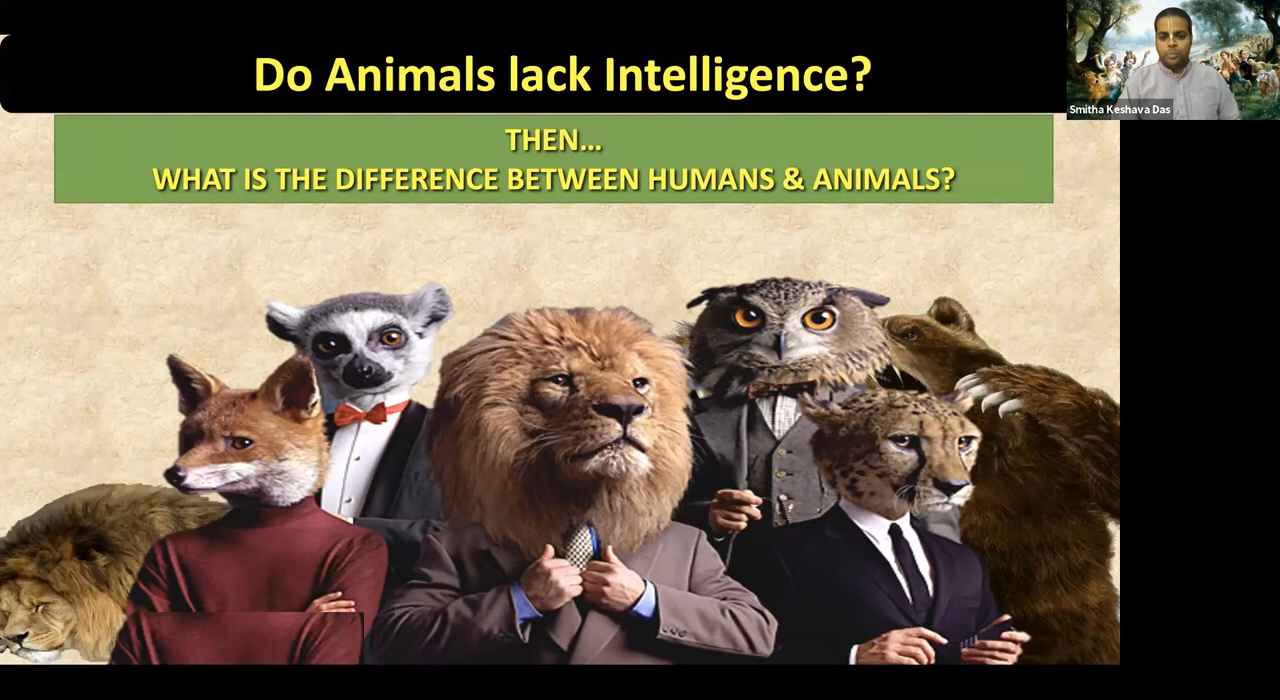 Do Animals lack Intelligence?
Smitha Keshava Das
THEN...
WHAT IS THE DIFFERENCE BETWEEN HUMANS & ANIMALS?